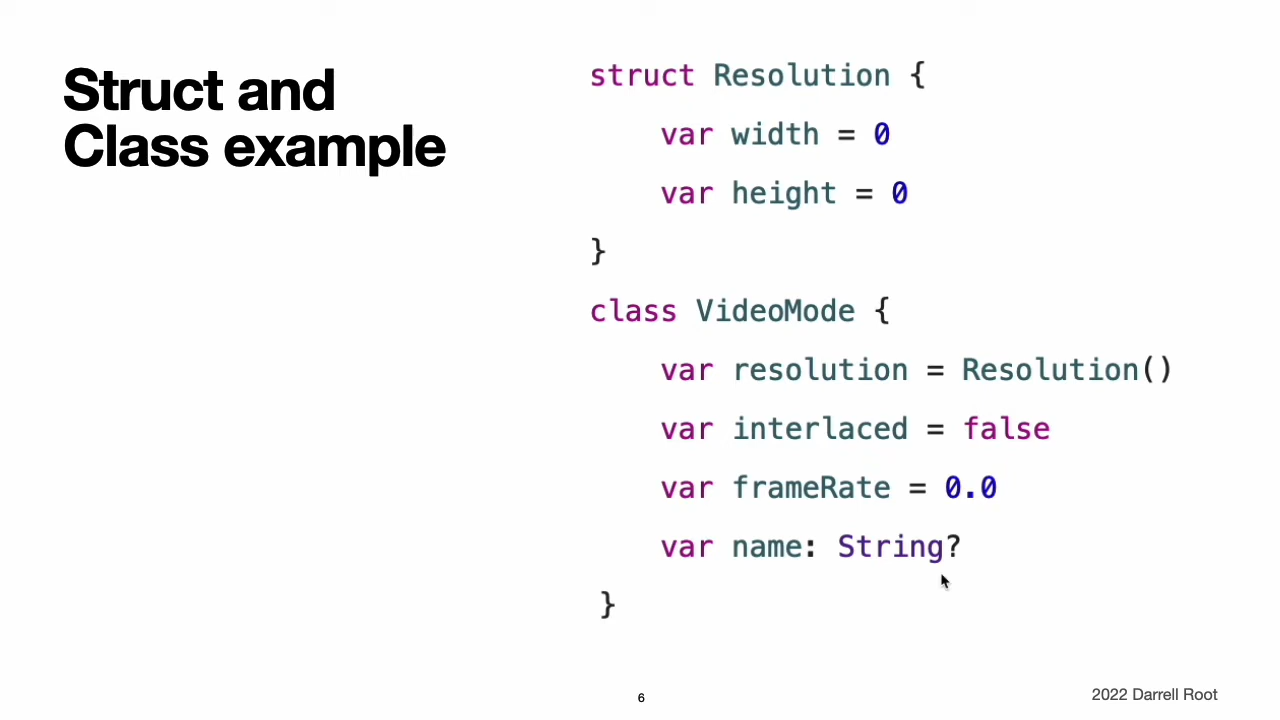 Struct and
Class example
struct Resolution {
    var width = 0
    var height = 0
}
class VideoMode {
    var resolution = Resolution()
    var interlaced = false
    var frameRate = 0.0
    var name: String?
}
6
2022 Darrell Root